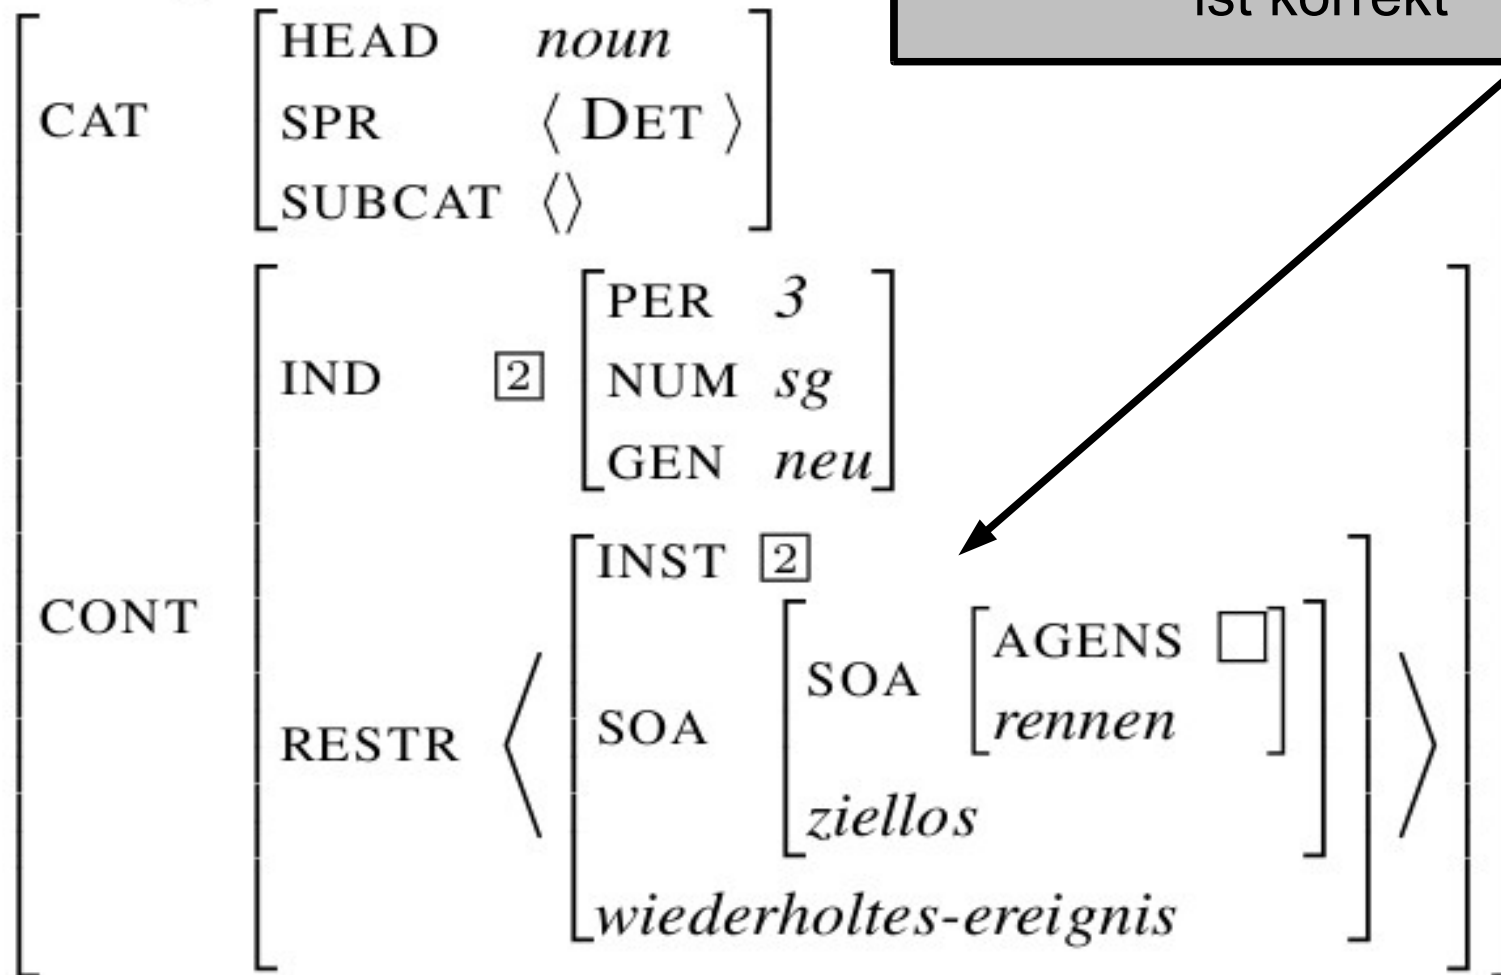 ist korrekt
HEAD noun
CAT SPR ⟨ DET ⟩
SUBCAT ⟨⟩
PER 3
IND 2 NUM sg
GEN neu
INST 2
AGENS □
CONT SOA
rennen
RESTR SOA
ziellos
wiederholtes-ereignis